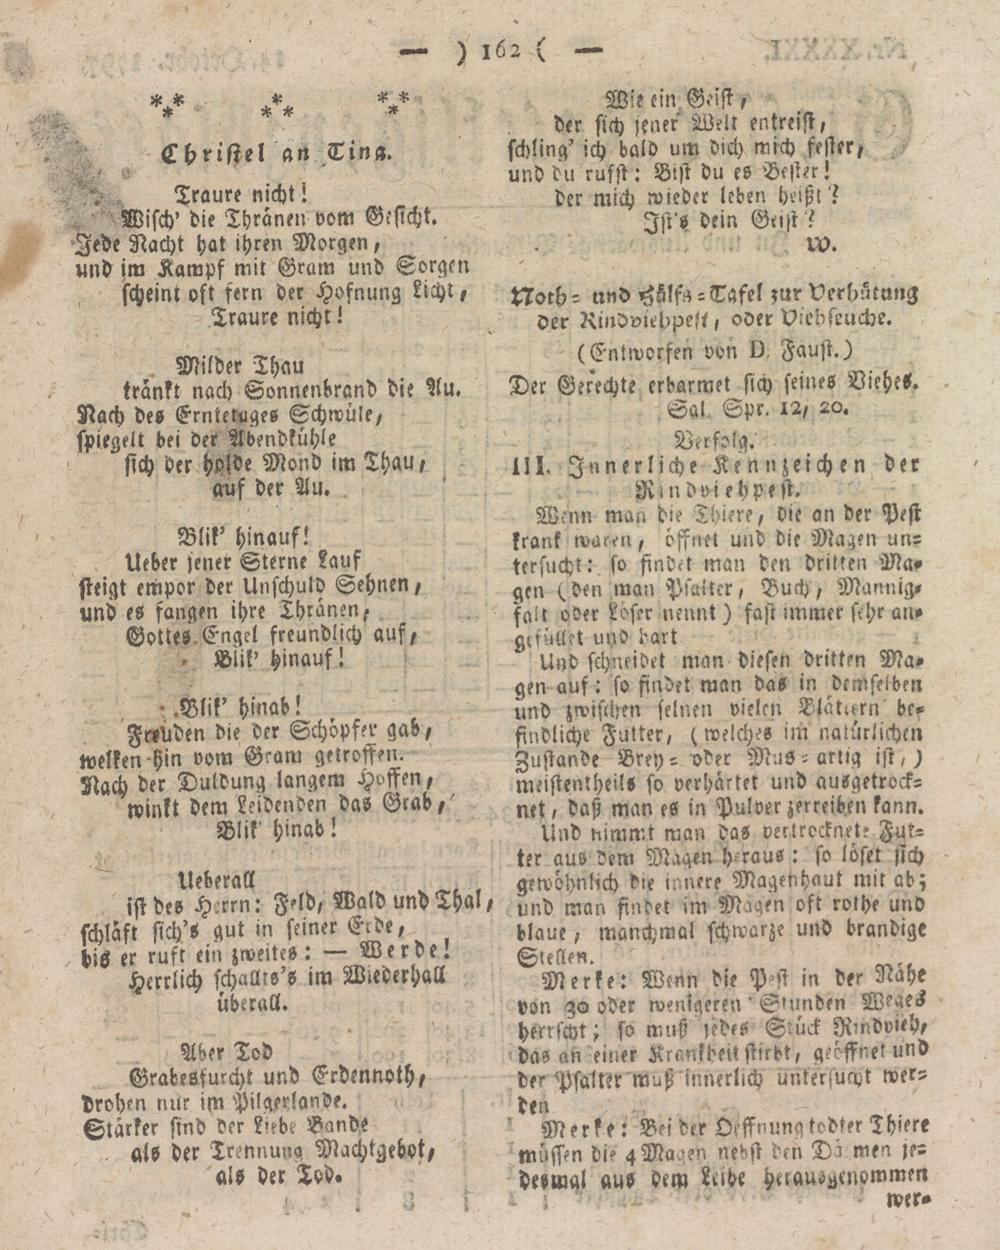 — ) 162 ( —
*** *** ***
Christel an Tina.
Traure nicht!
Wisch' die Thränen vom Gesicht.
Jede Nacht hat ihren Morgen,
und im Kampf mit Gram und Sorgen
scheint oft fern der Hofnung Licht,
Traure nicht!
Milder Thau
tränkt nach Sonnenbrand die Au.
Nach des Erntetages Schwüle,
spiegelt bei der Abendkühle
sich der holde Mond im Thau,
auf der Au.
Blik' hinauf!
Ueber jener Sterne Lauf
steigt empor der Unschuld Sehnen,
und es fangen ihre Thränen,
Gottes Engel freundlich auf,
Blik' hinauf!
Blik' hinab!
Freuden die der Schöpfer gab,
welken hin vom Gram getroffen.
Nach der Duldung langem Hoffen,
winkt dem Leidenden das Grab,
Blik' hinab!
Ueberall
ist des Herrn: Feld, Wald und Thal,
schläft sich's gut in seiner Erde,
bis er ruft ein zweites: — Werde!
Herrlich schallts's im Wiederhall
überall.
Aber Tod
Grabesfurcht und Erdennoth,
drohen nur im Pilgerlande.
Stärker sind der Liebe Bande
als der Trennung Machtgebot,
als der Tod.
Wie ein Geist,
der sich jener Welt entreist,
schling' ich bald um dich mich fester,
und du rufst: Bist du es Bester!
der mich wieder leben heißt?
Ist's dein Geist?
W.
Noth- und Hülfs-Tafel zur Verhütung
der Rindviehpest, oder Viehseuche.
(Entworfen von D. Faust.)
Der Gerechte erbarmet sich seines Viehes.
Sal. Spr. 12, 20.
Verfolg.
III. Innerliche Kennzeichen der
Rindviehpest.
Wenn man die Thiere, die an der Pest
krank waren, öffnet und die Magen un-
tersucht: so findet man den dritten Ma-
gen (den man Psalter, Buch, Mannig-
falt oder Löser nennt) fast immer sehr an-
gefüllet und hart
Und schneidet man diesen dritten Ma-
gen auf: so findet man das in demselben
und zwischen seinen vielen Blättern be-
findliche Futter, (welches im natürlichen
Zustande Brey- oder Mus-artig ist,)
meistentheils so verhärtet und ausgetrock-
net, daß man es in Pulver zerreiben kann.
Und nimmt man das vertrocknete Fut-
ter aus dem Magen heraus: so löset sich
gewöhnlich die innere Magenhaut mit ab;
und man findet im Magen oft rothe und
blaue, manchmal schwarze und brandige
Stellen.
Merke: Wenn die Pest in der Nähe
von 30 oder wenigeren Stunden Weges
herrscht; so muß jedes Stück Rindvieh,
das an einer Krankheit stirbt, geöffnet und
der Psalter muß innerlich untersucht wer-
den
Merke: Bei der Oeffnung todter Thiere
müssen die 4 Magen nebst den Därmen je-
desmal aus dem Leibe herausgenommen
wer-